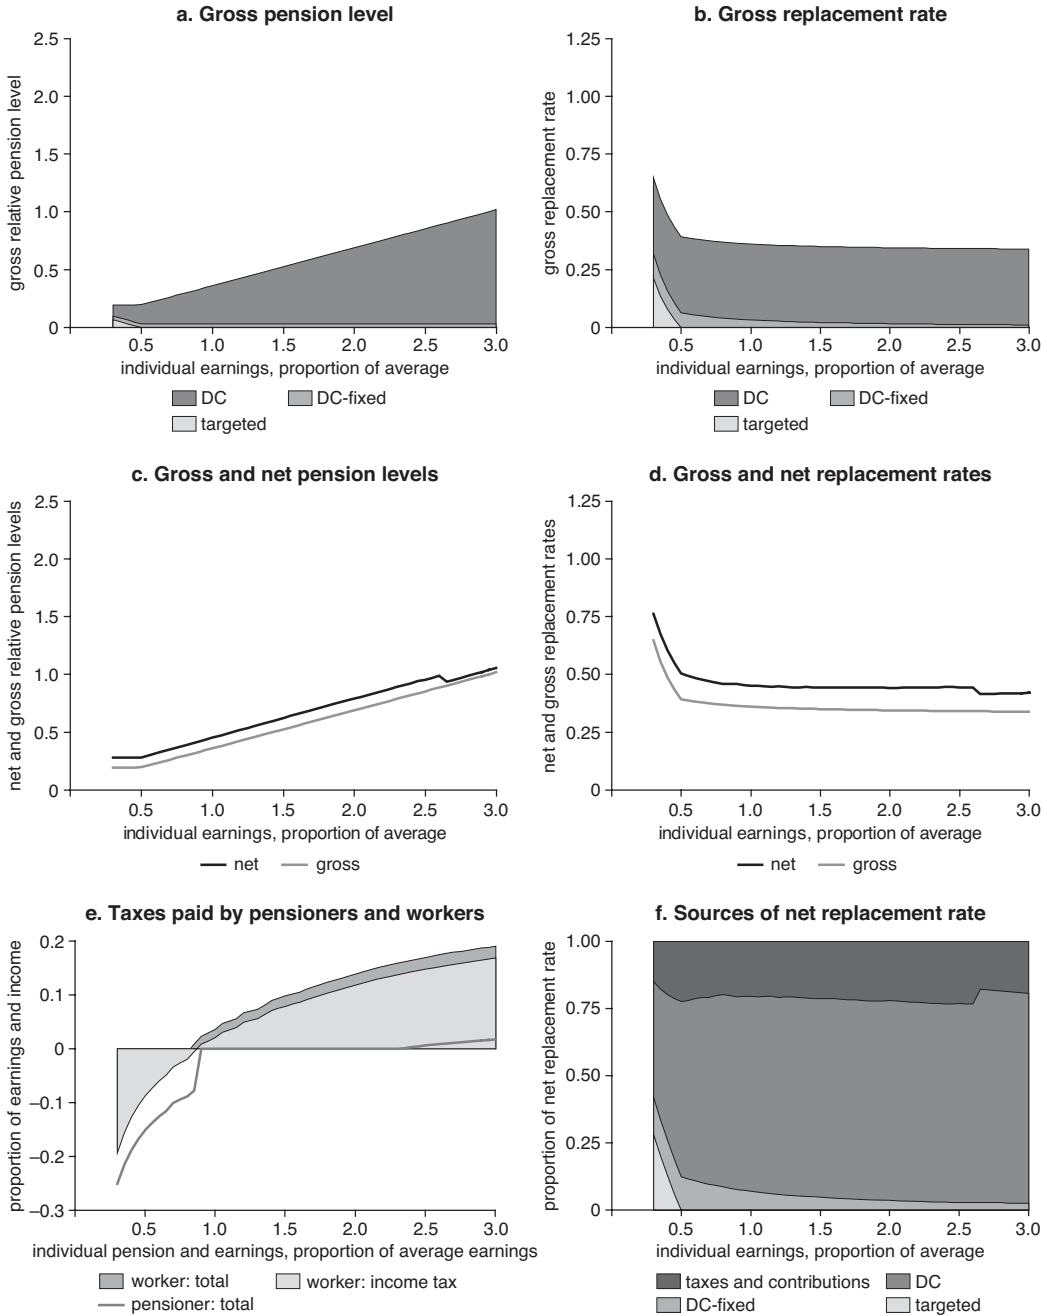 a. Gross pension level
gross relative pension level
2.5
2.0
1.5
1.0
0.5
0
0.5 1.0 1.5 2.0 2.5 3.0
individual earnings, proportion of average
DC DC-fixed
targeted
b. Gross replacement rate
gross replacement rate
1.25
1.00
0.75
0.50
0.25
0
0.5 1.0 1.5 2.0 2.5 3.0
individual earnings, proportion of average
DC DC-fixed
targeted
c. Gross and net pension levels
net and gross relative pension levels
2.5
2.0
1.5
1.0
0.5
0
0.5 1.0 1.5 2.0 2.5 3.0
individual earnings, proportion of average
net gross
d. Gross and net replacement rates
net and gross replacement rates
1.25
1.00
0.75
0.50
0.25
0
0.5 1.0 1.5 2.0 2.5 3.0
individual earnings, proportion of average
net gross
e. Taxes paid by pensioners and workers
proportion of earnings and income
0.2
0.1
0
–0.1
–0.2
–0.3
0.5 1.0 1.5 2.0 2.5 3.0
individual pension and earnings, proportion of average earnings
worker: total worker: income tax
pensioner: total
f. Sources of net replacement rate
proportion of net replacement rate
1.00
0.75
0.50
0.25
0
0.5 1.0 1.5 2.0 2.5 3.0
individual earnings, proportion of average
taxes and contributions DC
DC-fixed targeted